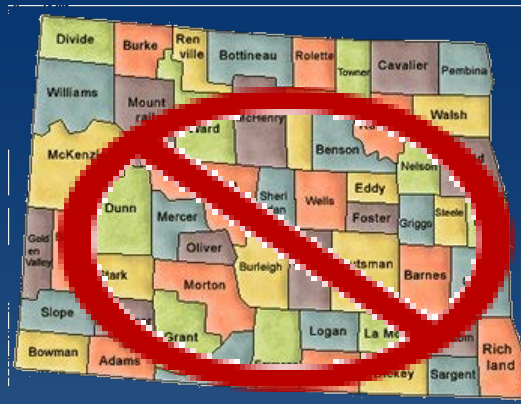 Divide
Burke
Ren
ville
Bottineau
Rolette
Towner
Cavalier
Pembina
Williams
Mount
rail
Walsh
McHenry
Benson
Nelson
McKenzie
Dunn
Mercer
Sheri
dan
Wells
Eddy
Foster
Griggs
Steele
Gold
en
Valley
Oliver
Burleigh
Stark
Morton
Barnes
Slope
Grant
Logan
La Mo
Bowman
Adams
Sargent
Rich
land